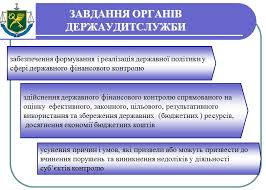 ЗАВДАННЯ ОРГАНІВ
ДЕРЖАУДИТСЛУЖБИ
забезпечення формування і реалізація державної політики у
сфері державного фінансового контролю
здійснення державного фінансового контролю спрямованого на
оцінку ефективного, законного, цільового, результативного
використання та збереження державних (бюджетних ) ресурсів,
досягнення економії бюджетних коштів
усунення причин і умов, які призвели або можуть призвести до
вчинення порушень та виникнення недоліків у діяльності
суб'єктів контролю